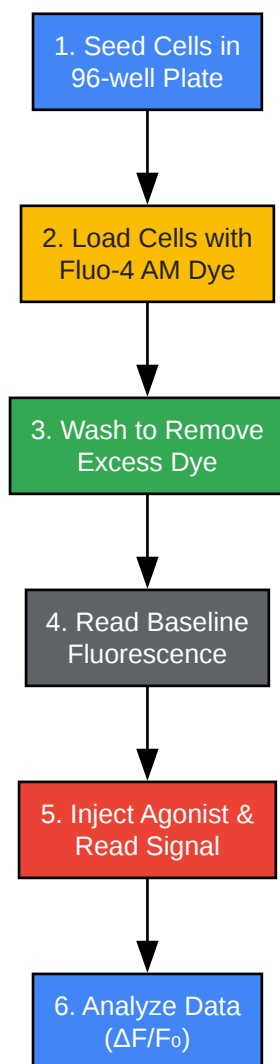 1. Seed Cells in
96-well Plate
2. Load Cells with
Fluo-4 AM Dye
3. Wash to Remove
Excess Dye
4. Read Baseline
Fluorescence
5. Inject Agonist &
Read Signal
6. Analyze Data
(ΔF/F₀)